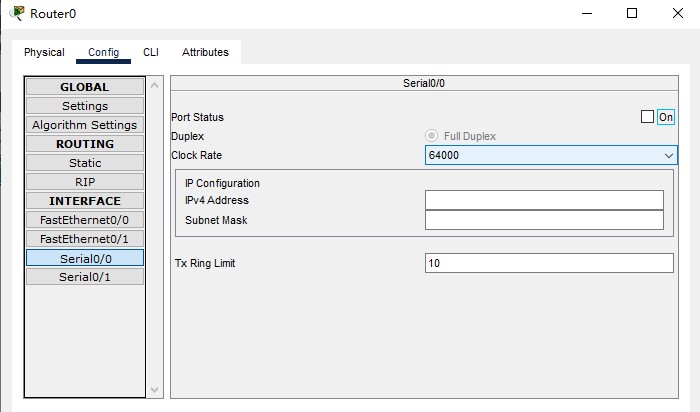 Router0
Physical Config CLI Attributes
GLOBAL
Settings
Algorithm Settings
ROUTING
Static
RIP
INTERFACE
FastEthernet0/0
FastEthernet0/1
Serial0/0
Serial0/1
Serial0/0
Port Status On
Duplex Full Duplex
Clock Rate 64000
IP Configuration
IPv4 Address
Subnet Mask
Tx Ring Limit 10